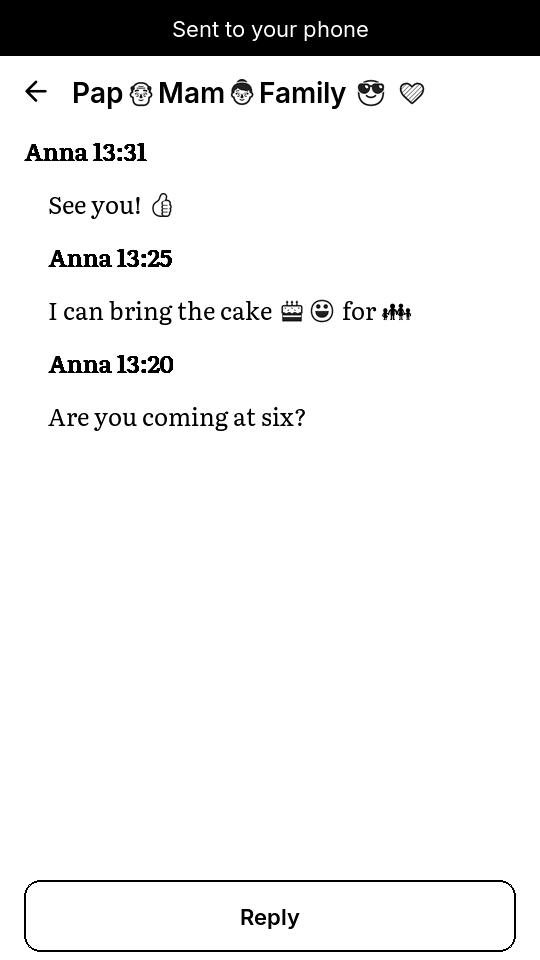 Sent to your phone
Pap👴Mam👵Family 😎 🤍
Anna 13:31
See you! 👍
Anna 13:25
I can bring the cake 🎂 😀 for 👨‍👩‍👧‍👦
Anna 13:20
Are you coming at six?
Reply